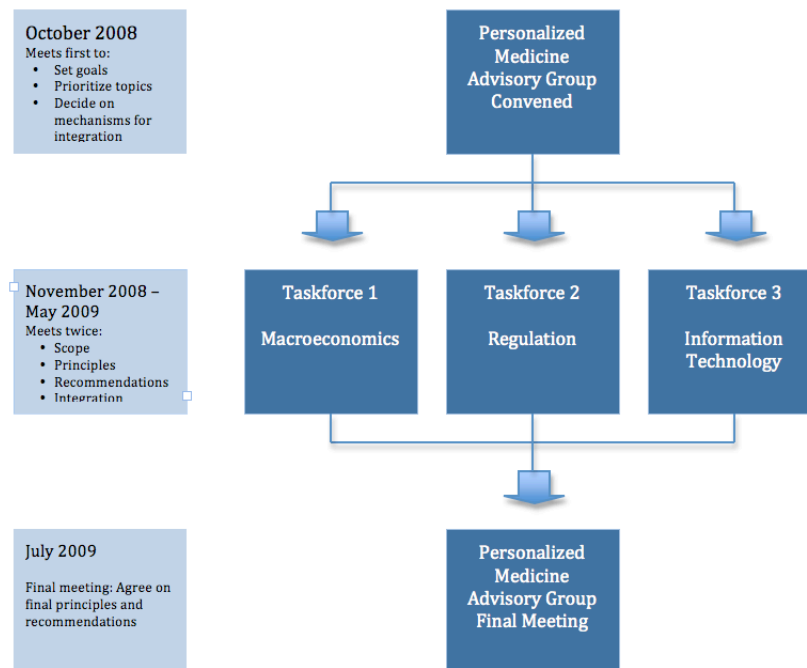 October 2008
Meets first to:
• Set goals
• Prioritize topics
• Decide on
mechanisms for
integration
Personalized
Medicine
Advisory Group
Convened
November 2008 –
May 2009
Meets twice:
• Scope
• Principles
• Recommendations
• Integration
Taskforce 1
Macroeconomics
Taskforce 2
Regulation
Taskforce 3
Information
Technology
July 2009
Final meeting: Agree on
final principles and
recommendations
Personalized
Medicine
Advisory Group
Final Meeting